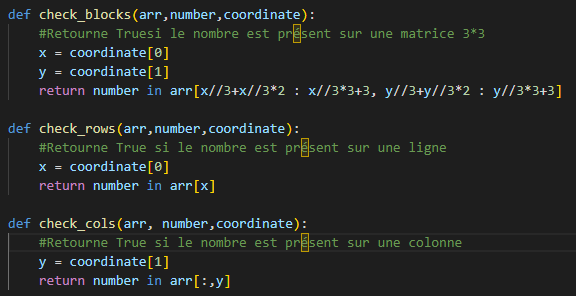 def check_blocks(arr,number,coordinate):
#Retourne Truesi le nombre est présent sur une matrice 3*3
x = coordinate[0]
y = coordinate[1]
return number in arr[x//3+x//3*2 : x//3*3+3, y//3+y//3*2 : y//3*3+3]
def check_rows(arr,number,coordinate):
#Retourne True si le nombre est présent sur une ligne
x = coordinate[0]
return number in arr[x]
def check_cols(arr, number,coordinate):
#Retourne True si le nombre est présent sur une colonne
y = coordinate[1]
return number in arr[:,y]